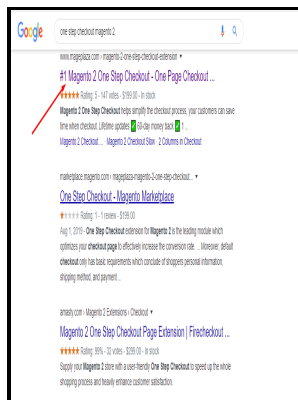 Google
one step checkout magento 2
www.mageplaza.com › magento-2-one-step-checkout-extension ▼
#1 Magento 2 One Step Checkout - One Page Checkout ...
★★★★★ Rating: 5 - 147 votes - $199.00 - In stock
Magento 2 One Step Checkout helps simplify the checkout process, your customers can save
time when checkout. Lifetime updates ✅ 60-day money back ✅ 1 ...
Magento 2 Checkout ... · Magento 2 Checkout Slow · 2 Columns in Checkout
marketplace.magento.com › mageplaza-magento-2-one-step-checkout... ▼
One Step Checkout - Magento Marketplace
★☆☆☆☆ Rating: 1 - 1 review - $199.00
Aug 1, 2019 - One Step Checkout extension for Magento 2 is the leading module which
optimizes your checkout page to effectively increase the conversion rate. ... Moreover, default
checkout only has basic requirements which conclude of shoppers personal information,
shipping method, and payment ...
amasty.com › Magento 2 Extensions › Checkout ▼
Magento 2 One Step Checkout Page Extension | Firecheckout ...
★★★★★ Rating: 99% - 32 votes - $299.00 - In stock
Supply your Magento 2 store with a user-friendly One Step Checkout to speed up the whole
shopping process and heavily enhance customer satisfaction.